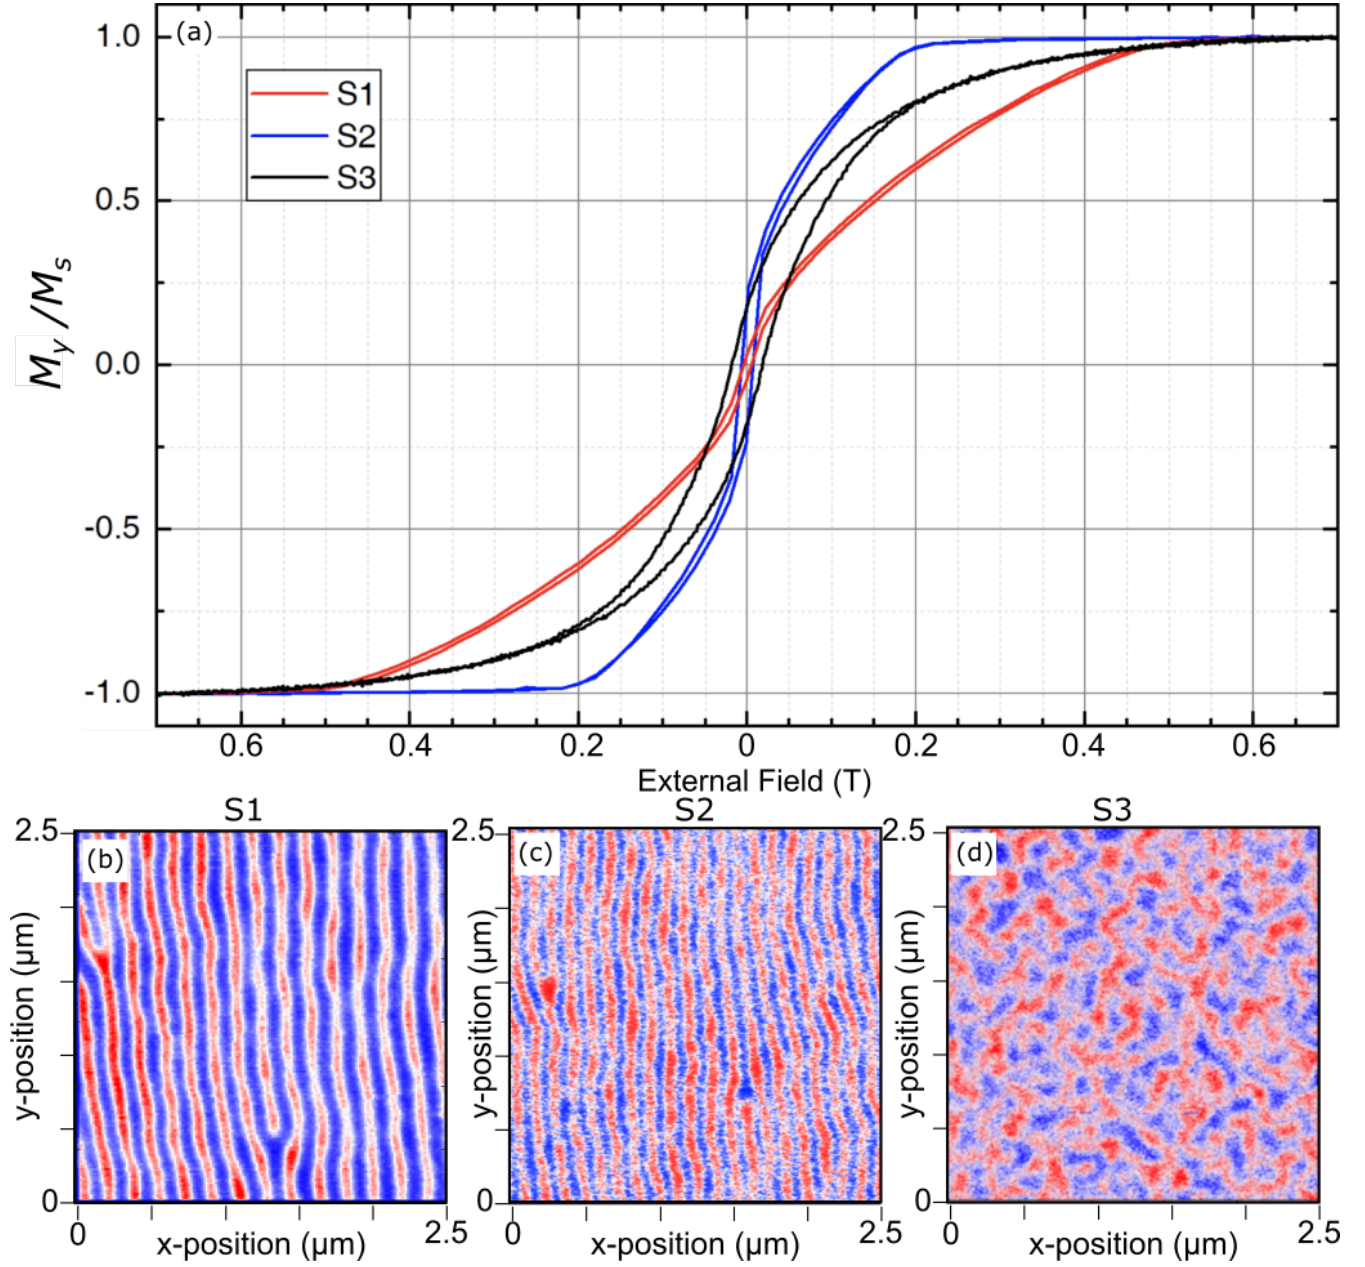 (a)
1.0
0.5
0.0
-0.5
-1.0
My/Ms
S1
S2
S3
0.6 0.4 0.2 0 0.2 0.4 0.6
External Field (T)
S1 S2 S3
(b)
2.5
0
y-position (μm)
0 2.5
x-position (μm)
(c)
2.5
0
y-position (μm)
0 2.5
x-position (μm)
(d)
2.5
0
y-position (μm)
0 2.5
x-position (μm)